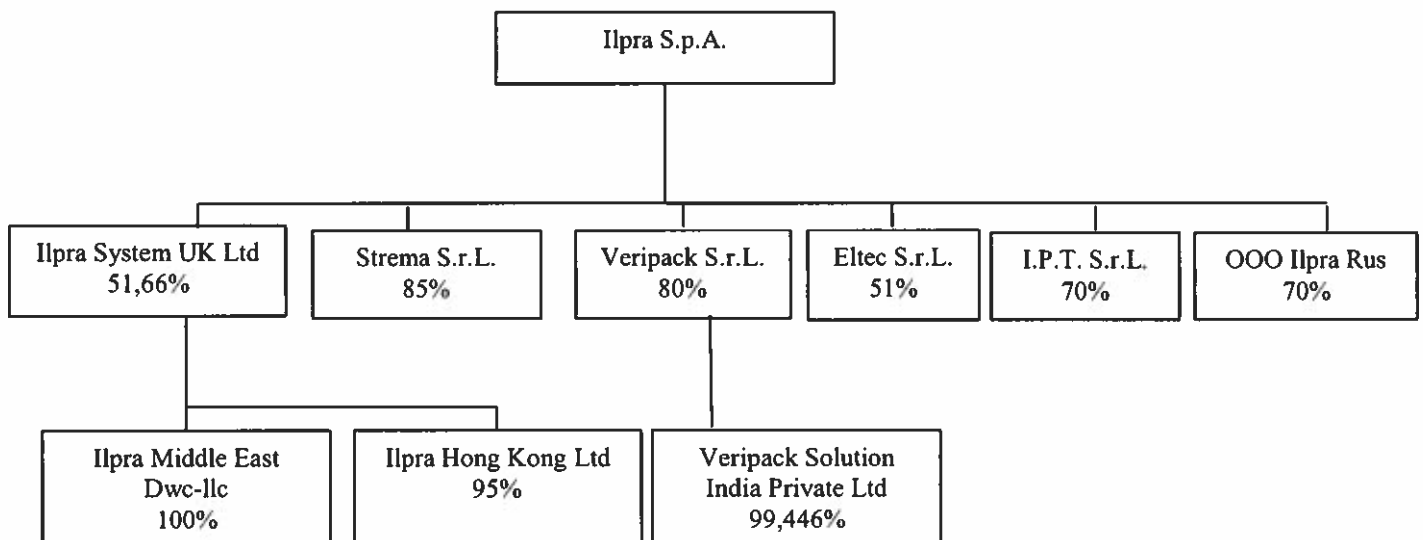 Ilpra S.p.A.
Ilpra System UK Ltd
51,66%
Strema S.r.L.
85%
Veripack S.r.L.
80%
Eltec S.r.L.
51%
I.P.T. S.r.L.
70%
OOO Ilpra Rus
70%
Ilpra Middle East
Dwc-llc
100%
Ilpra Hong Kong Ltd
95%
Veripack Solution
India Private Ltd
99,446%